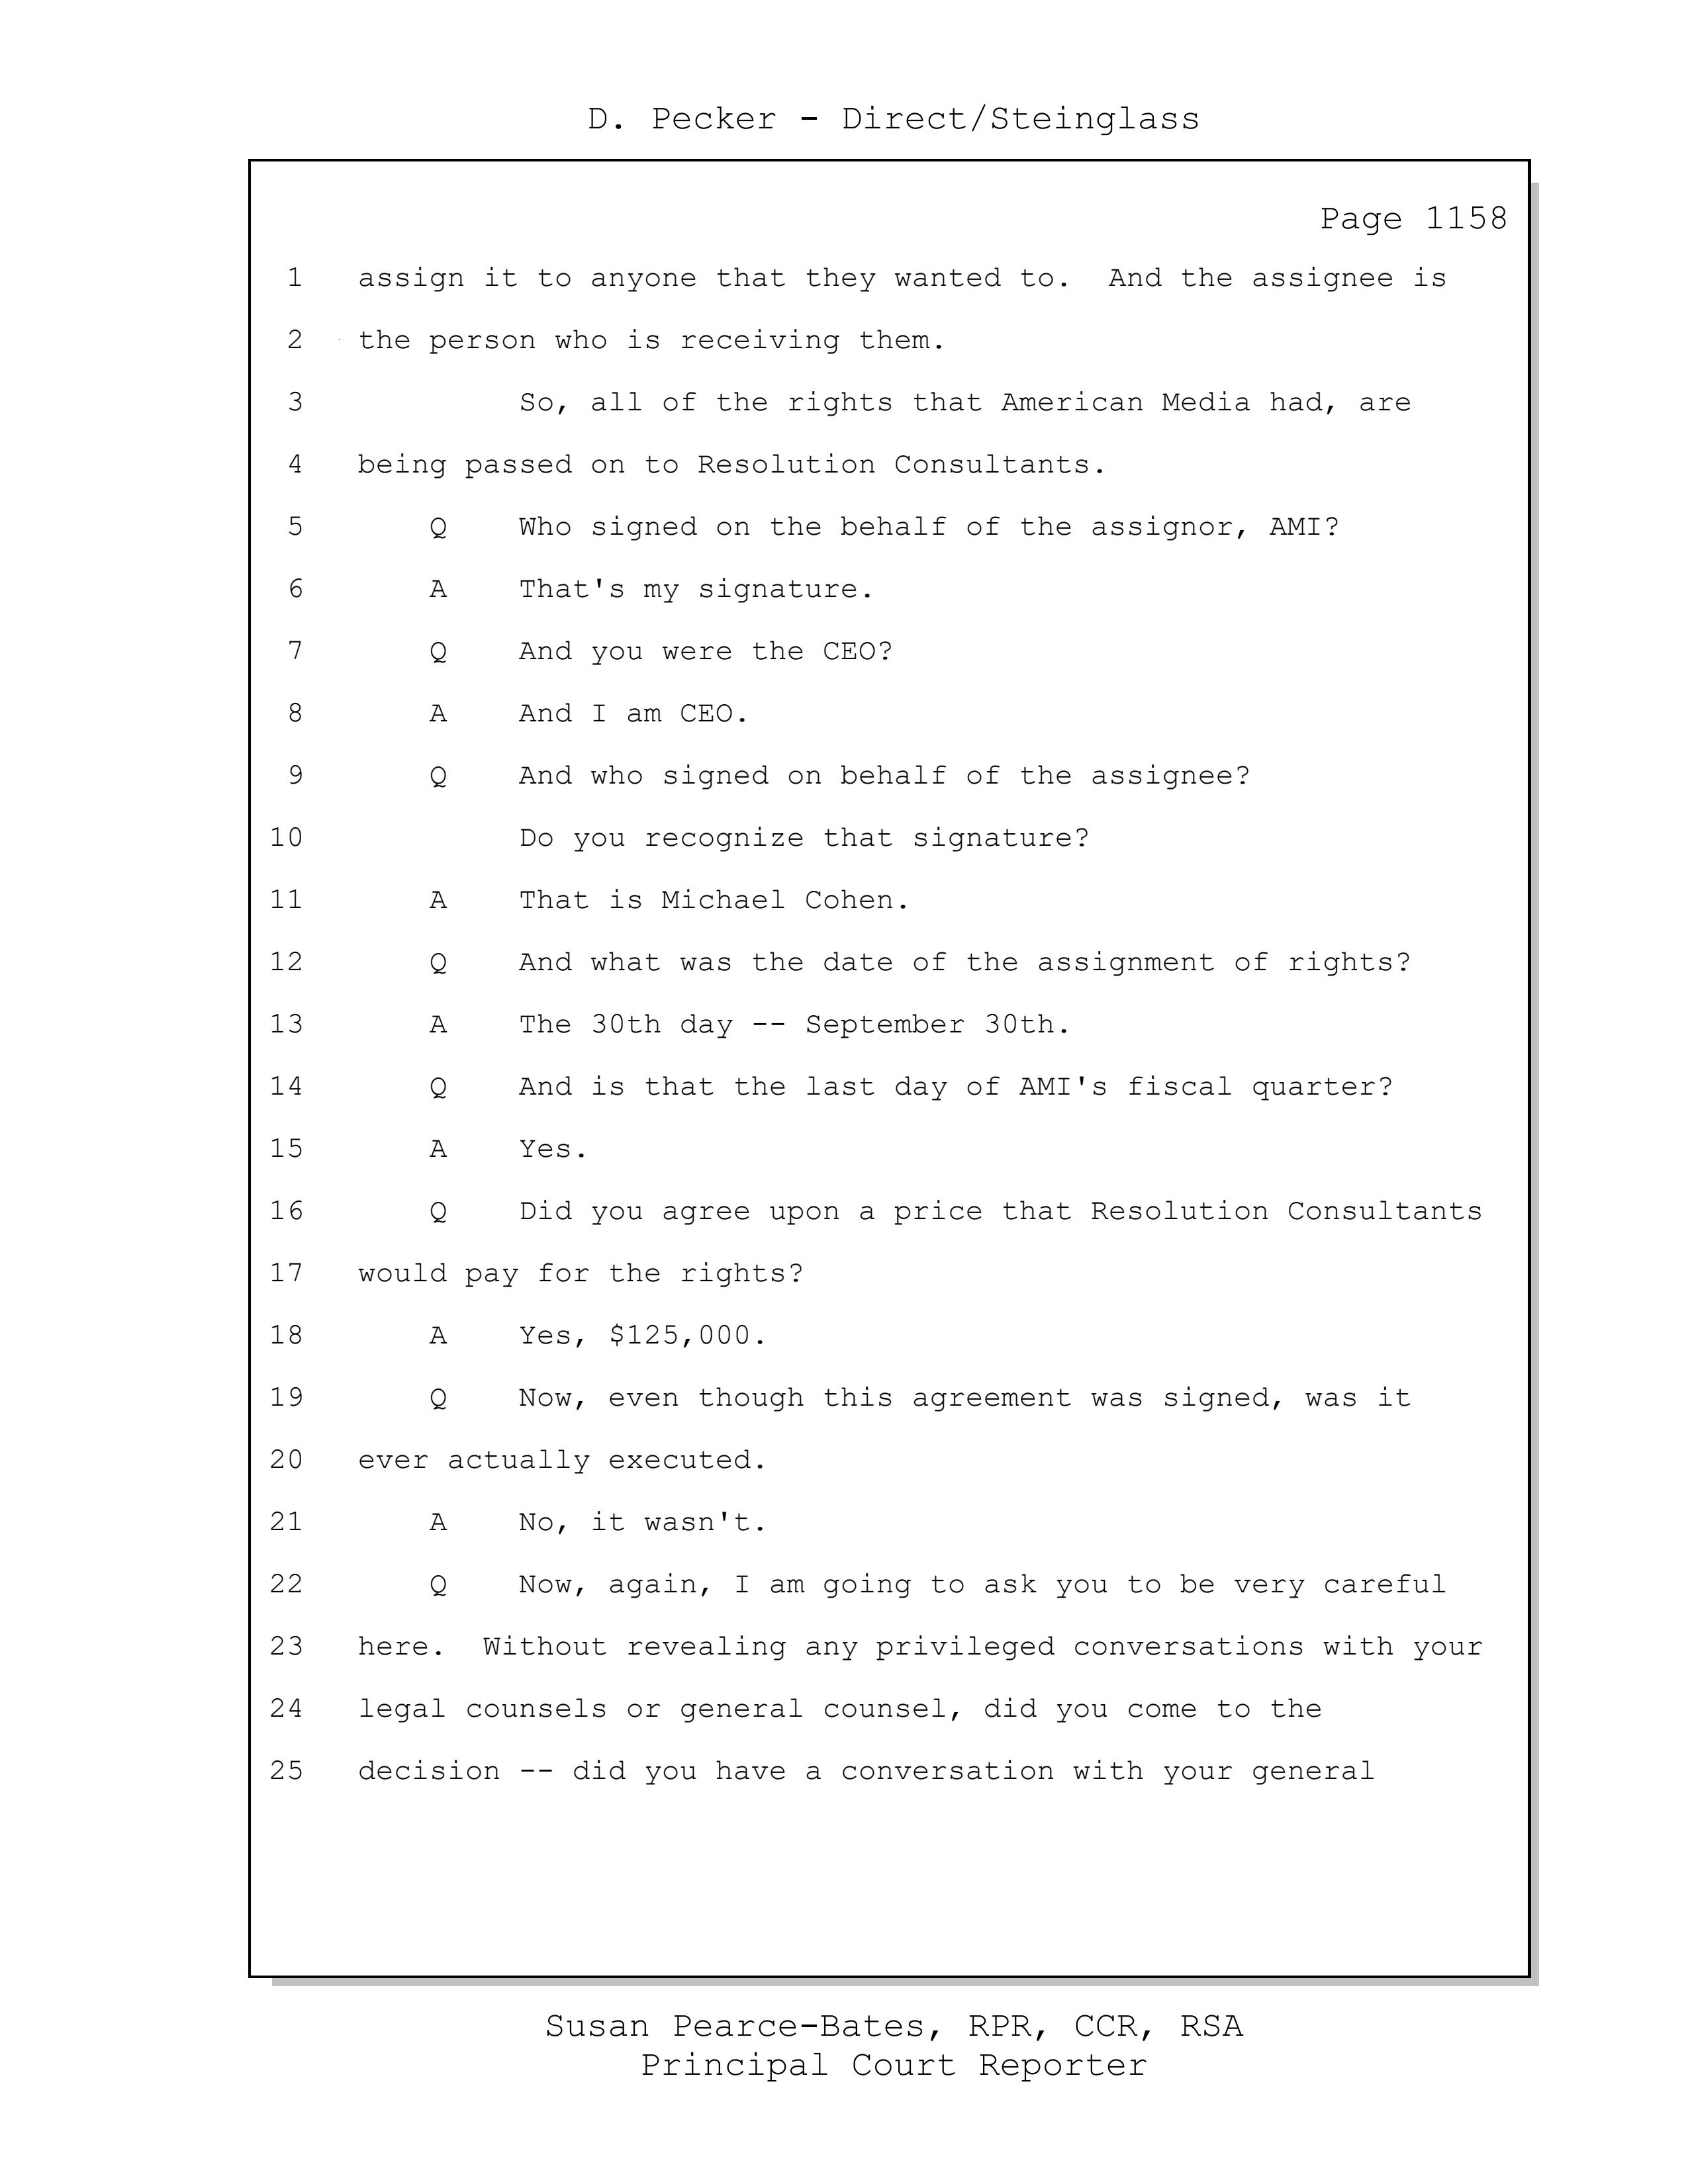 D. Pecker - Direct/Steinglass
Page 1158
1 assign it to anyone that they wanted to. And the assignee is
2 the person who is receiving them.
3 So, all of the rights that American Media had, are
4 being passed on to Resolution Consultants.
5 Q Who signed on the behalf of the assignor, AMI?
6 A That's my signature.
7 Q And you were the CEO?
8 A And I am CEO.
9 Q And who signed on behalf of the assignee?
10 Do you recognize that signature?
11 A That is Michael Cohen.
12 Q And what was the date of the assignment of rights?
13 A The 30th day -- September 30th.
14 Q And is that the last day of AMI's fiscal quarter?
15 A Yes.
16 Q Did you agree upon a price that Resolution Consultants
17 would pay for the rights?
18 A Yes, $125,000.
19 Q Now, even though this agreement was signed, was it
20 ever actually executed.
21 A No, it wasn't.
22 Q Now, again, I am going to ask you to be very careful
23 here. Without revealing any privileged conversations with your
24 legal counsels or general counsel, did you come to the
25 decision -- did you have a conversation with your general
Susan Pearce-Bates, RPR, CCR, RSA
Principal Court Reporter